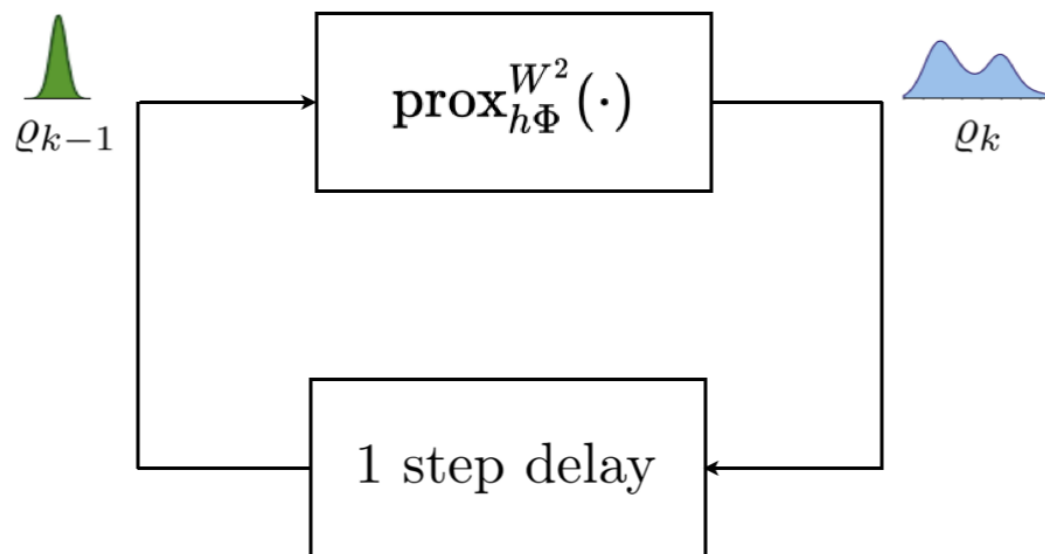 prox_{hΦ}^{W^2}(·)
ϱ_{k−1}
ϱ_k
1 step delay